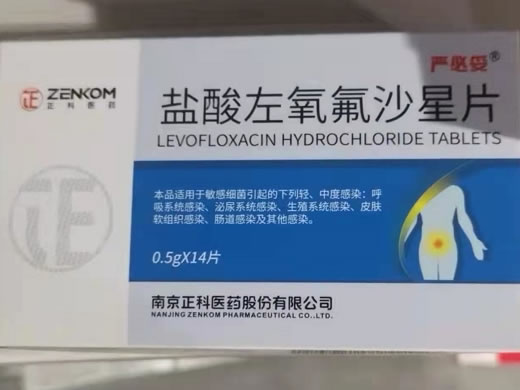 严必妥®
正 ZENKOM
正科医药
盐酸左氧氟沙星片
LEVOFLOXACIN HYDROCHLORIDE TABLETS
本品适用于敏感细菌引起的下列轻、中度感染：呼
吸系统感染、泌尿系统感染、生殖系统感染、皮肤
软组织感染、肠道感染及其他感染。
正
0.5gX14片
南京正科医药股份有限公司
NANJING ZENKOM PHARMACEUTICAL CO.,LTD.